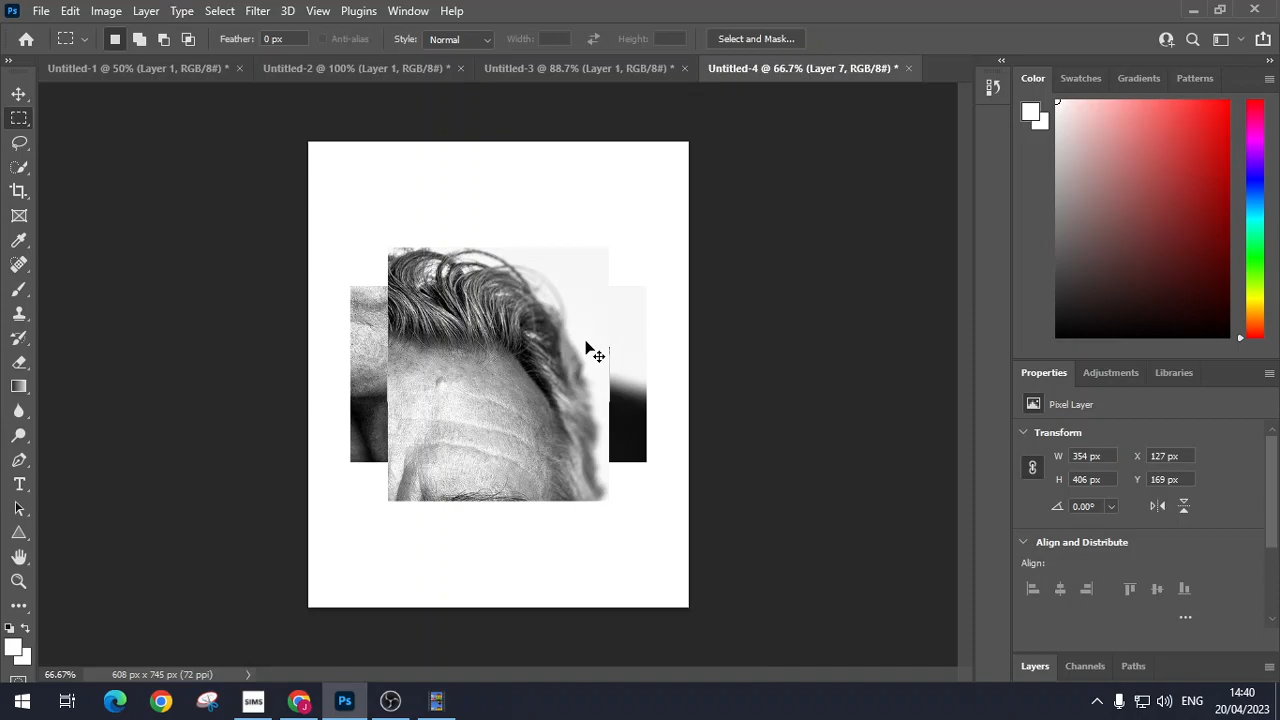 Ps File Edit Image Layer Type Select Filter 3D View Plugins Window Help
Feather: 0 px Anti-alias Style: Normal Width: Height: Select and Mask...
Untitled-1 @ 50% (Layer 1, RGB/8#) * × Untitled-2 @ 100% (Layer 1, RGB/8#) * × Untitled-3 @ 88.7% (Layer 1, RGB/8#) * × Untitled-4 @ 66.7% (Layer 7, RGB/8#) * ×
Color Swatches Gradients Patterns
Properties Adjustments Libraries
Pixel Layer
Transform
W 354 px X 127 px
H 406 px Y 169 px
0.00°
Align and Distribute
Align:
...
Layers Channels Paths
66.67% 608 px x 745 px (72 ppi)
SIMS J Ps ENG 14:40
20/04/2023